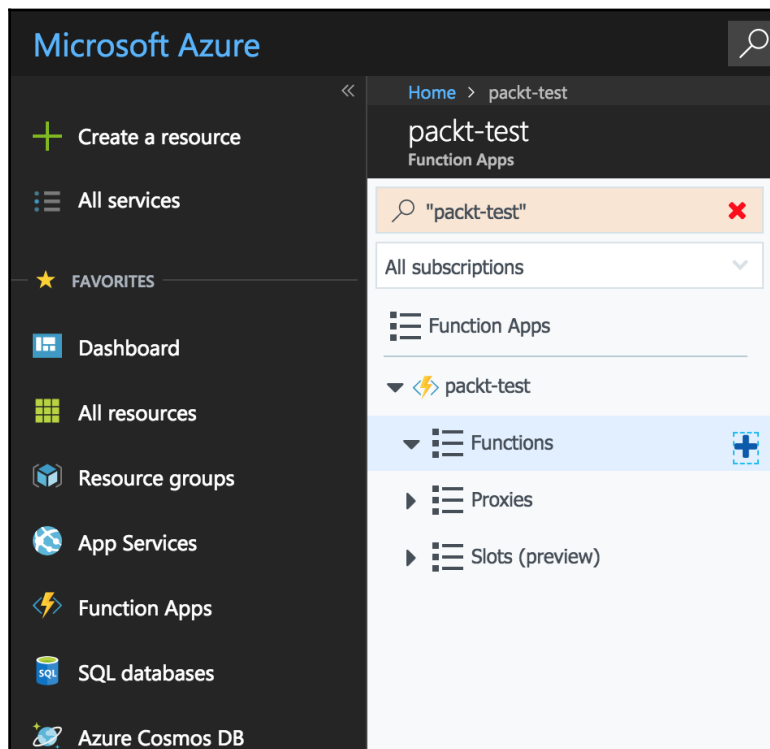 Microsoft Azure
Create a resource
All services
FAVORITES
Dashboard
All resources
Resource groups
App Services
Function Apps
SQL
SQL databases
Azure Cosmos DB
Home > packt-test
packt-test
Function Apps
"packt-test"
All subscriptions
Function Apps
packt-test
Functions
Proxies
Slots (preview)